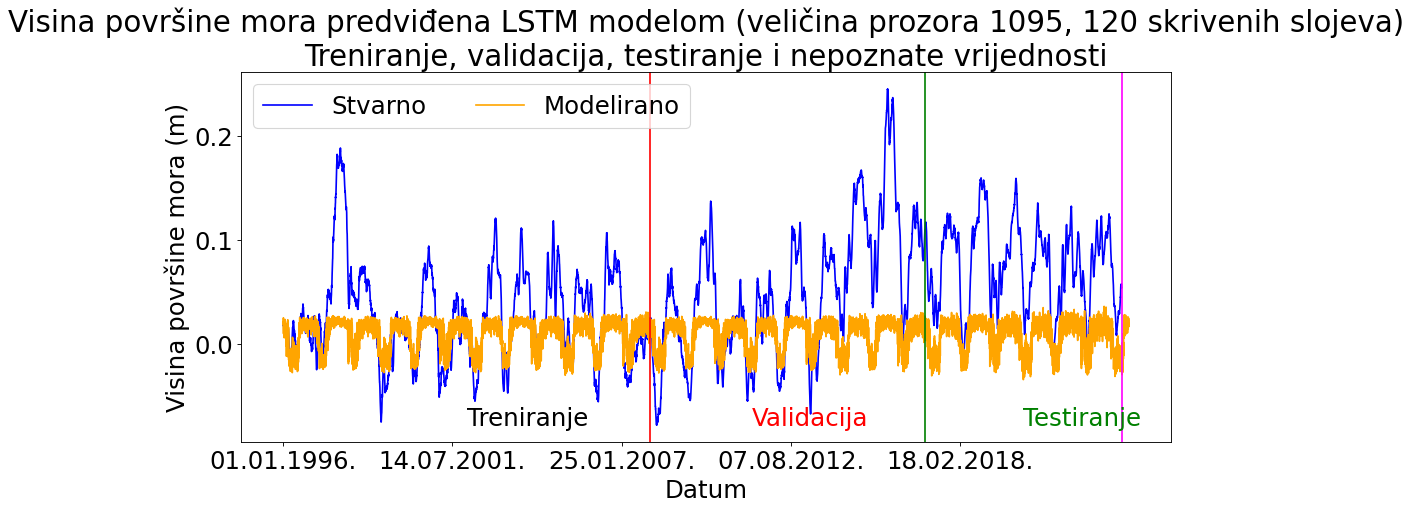 Visina površine mora predviđena LSTM modelom (veličina prozora 1095, 120 skrivenih slojeva)
Treniranje, validacija, testiranje i nepoznate vrijednosti
Stvarno
Modelirano
Visina površine mora (m)
0.2
0.1
0.0
Treniranje
Validacija
Testiranje
01.01.1996.
14.07.2001.
25.01.2007.
07.08.2012.
18.02.2018.
Datum